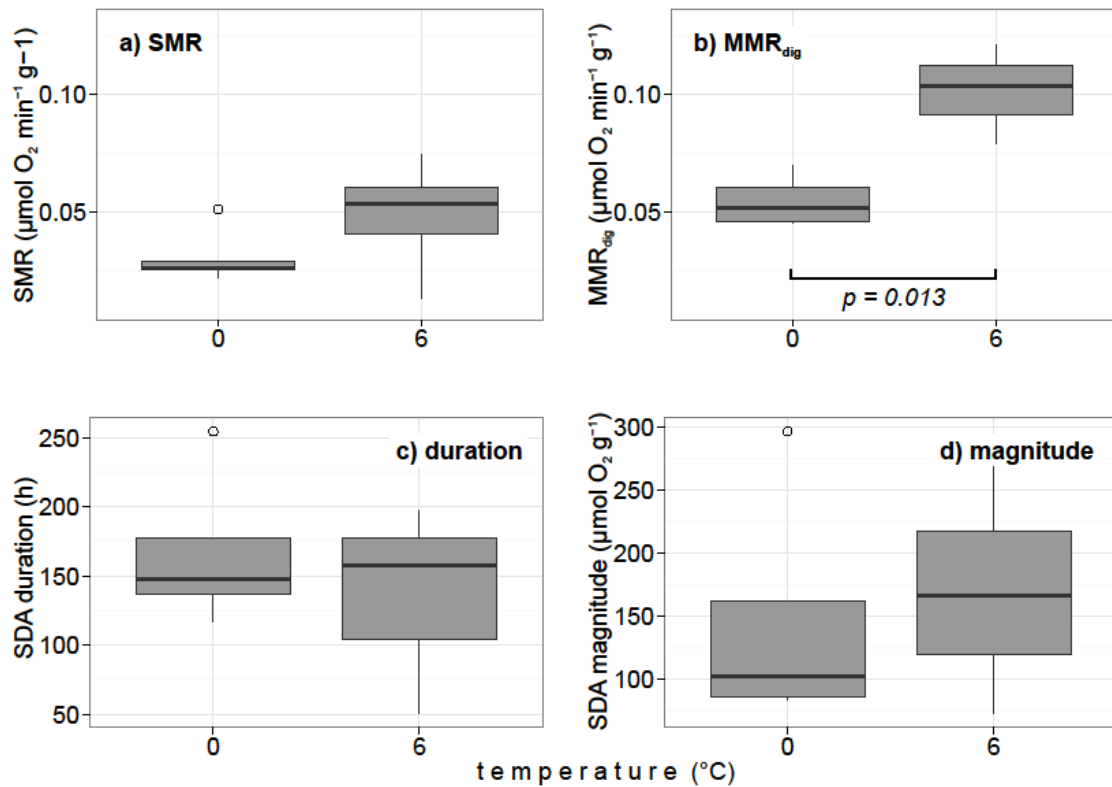 a) SMR
SMR (µmol O₂ min⁻¹ g−1)
0.10
0.05
0 6
b) MMR_dig
MMR_dig (µmol O₂ min⁻¹ g⁻¹)
0.10
0.05
p = 0.013
0 6
c) duration
SDA duration (h)
250
200
150
100
50
0 6
d) magnitude
SDA magnitude (µmol O₂ g⁻¹)
300
250
200
150
100
0 6
temperature (°C)